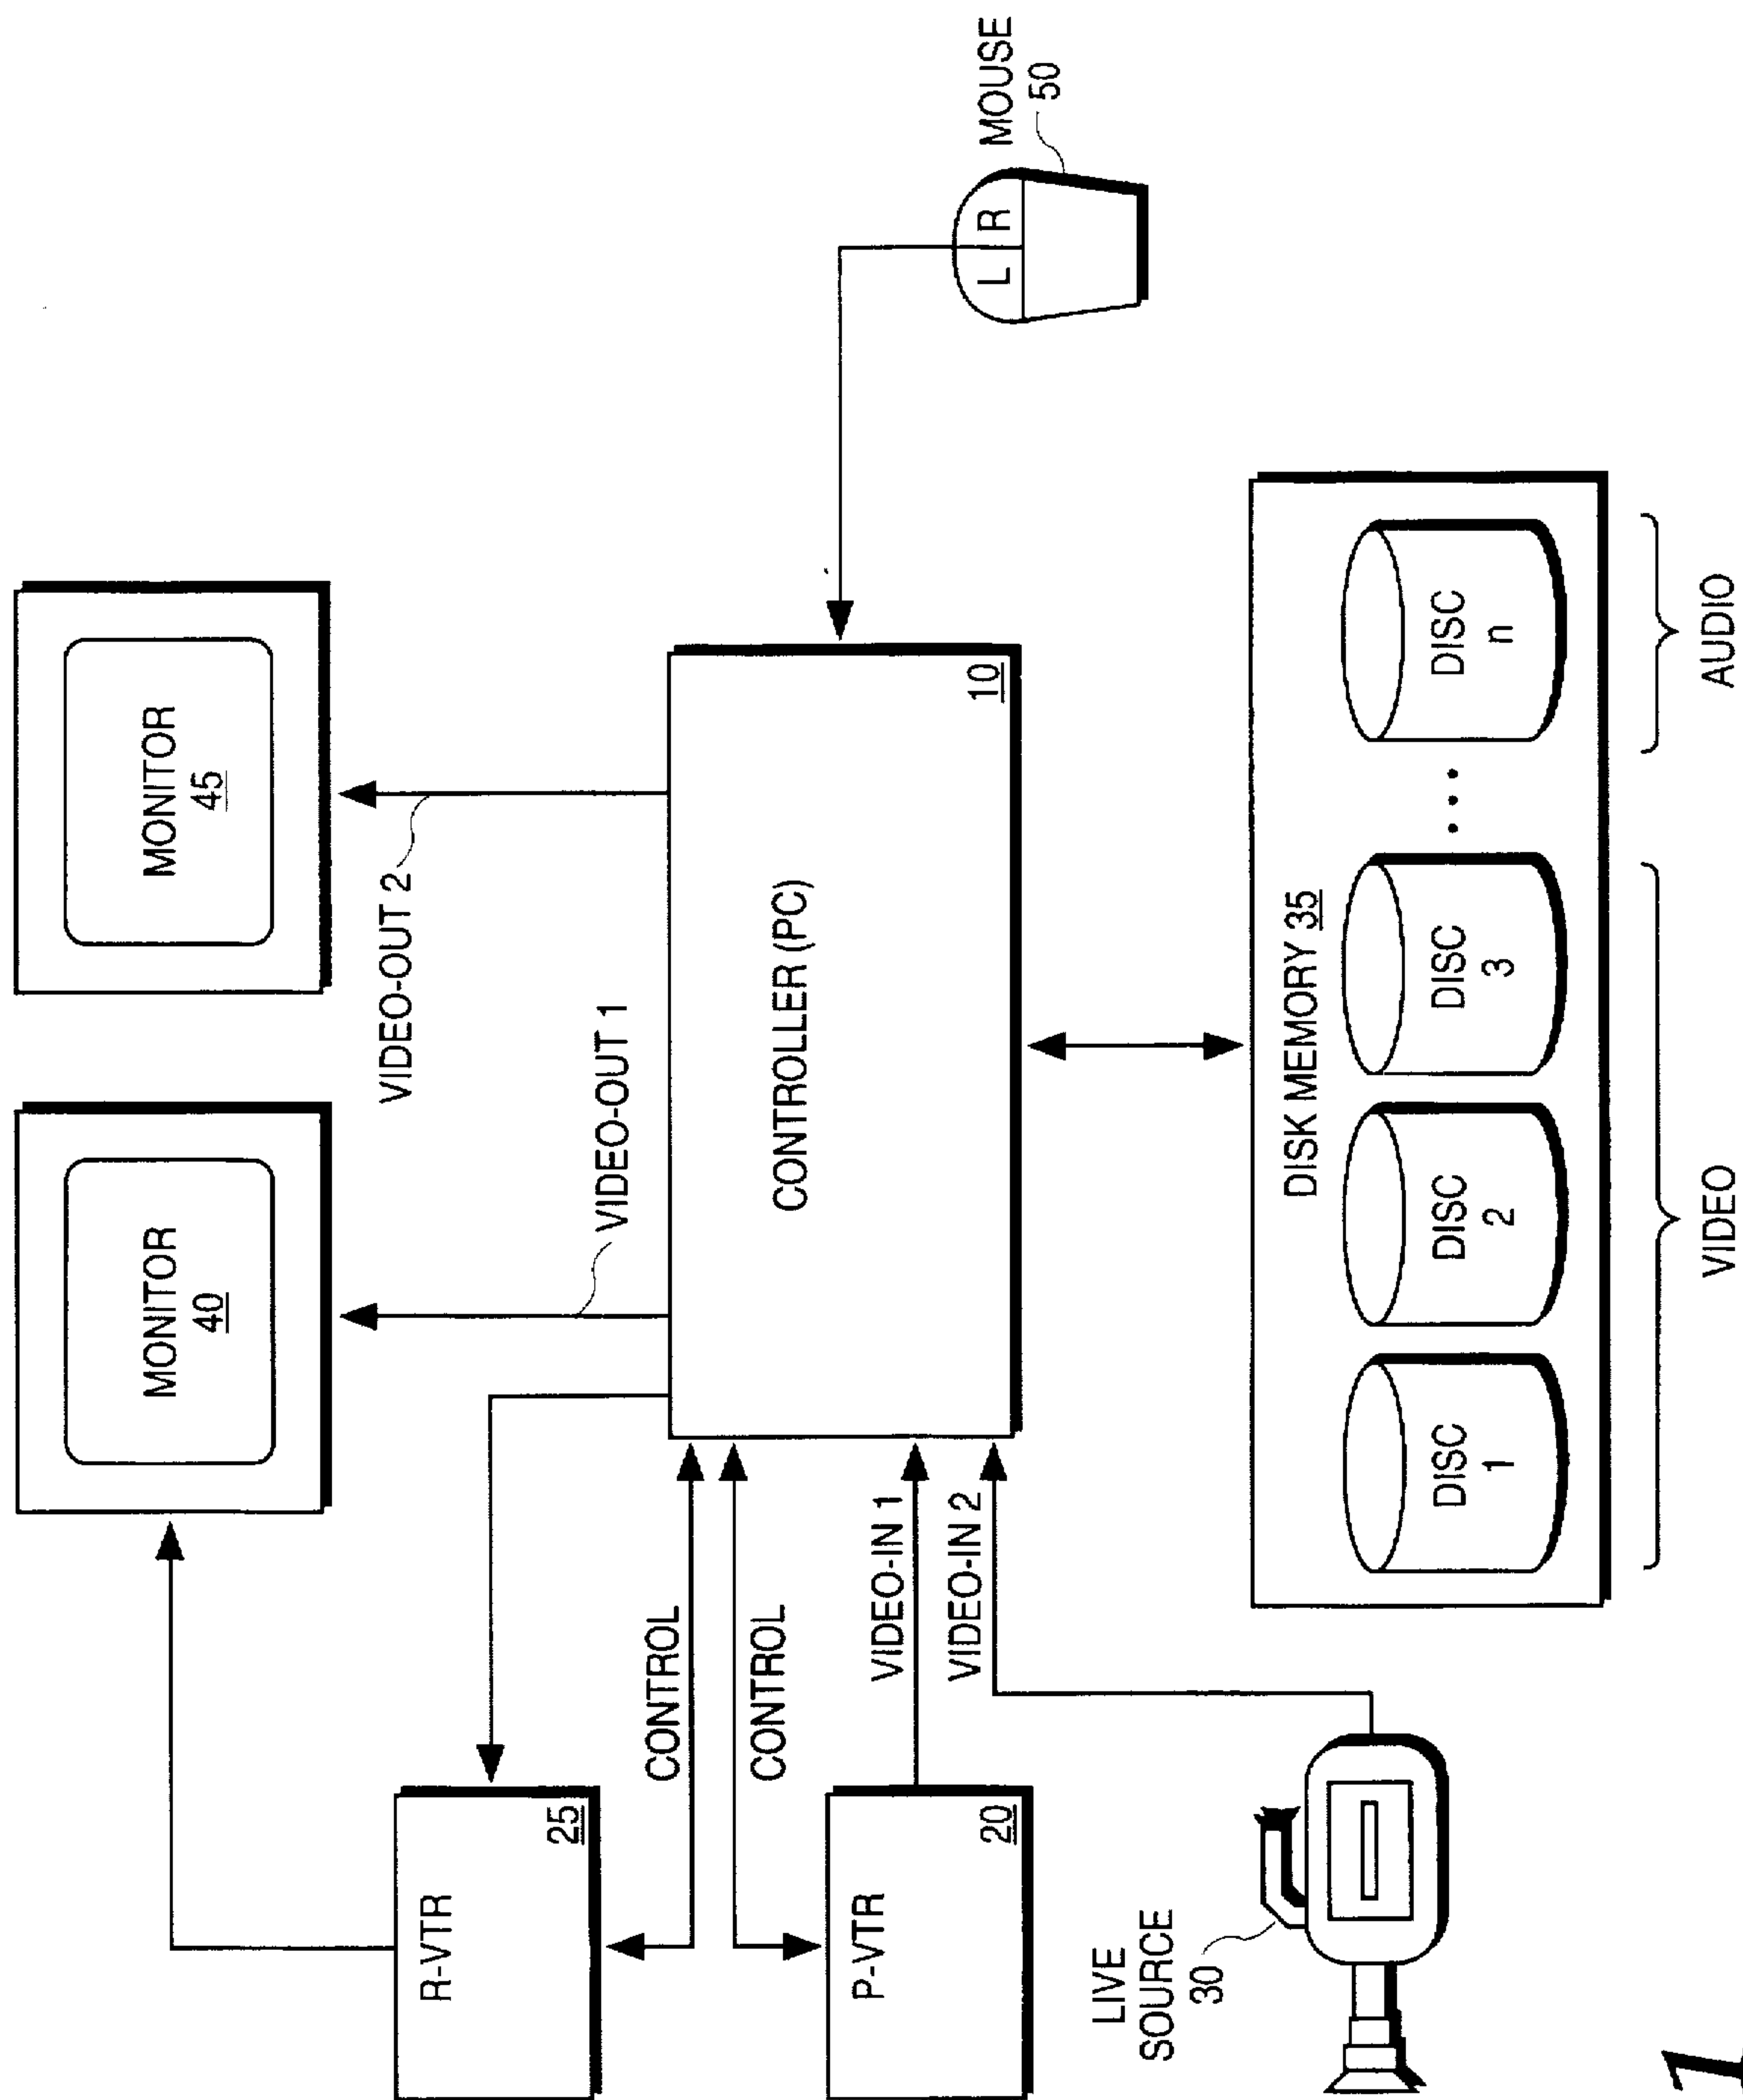 MONITOR
40
MONITOR
45
VIDEO-OUT 2
VIDEO-OUT 1
R-VTR
25
CONTROL
CONTROL
P-VTR
20
VIDEO-IN 1
VIDEO-IN 2
CONTROLLER (PC)
10
L R
MOUSE
50
LIVE
SOURCE
30
DISK MEMORY 35
DISC
1
DISC
2
DISC
3
• • •
DISC
n
VIDEO
AUDIO
1